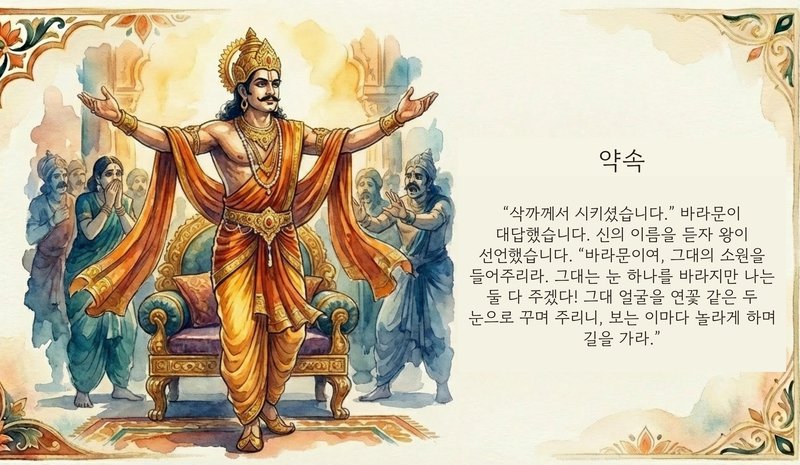 약속
“삭까께서 시키셨습니다.” 바라문이
대답했습니다. 신의 이름을 듣자 왕이
선언했습니다. “바라문이여, 그대의 소원을
들어주리라. 그대는 눈 하나를 바라지만 나는
둘 다 주겠다! 그대 얼굴을 연꽃 같은 두
눈으로 꾸며 주리니, 보는 이마다 놀라게 하며
길을 가라.”